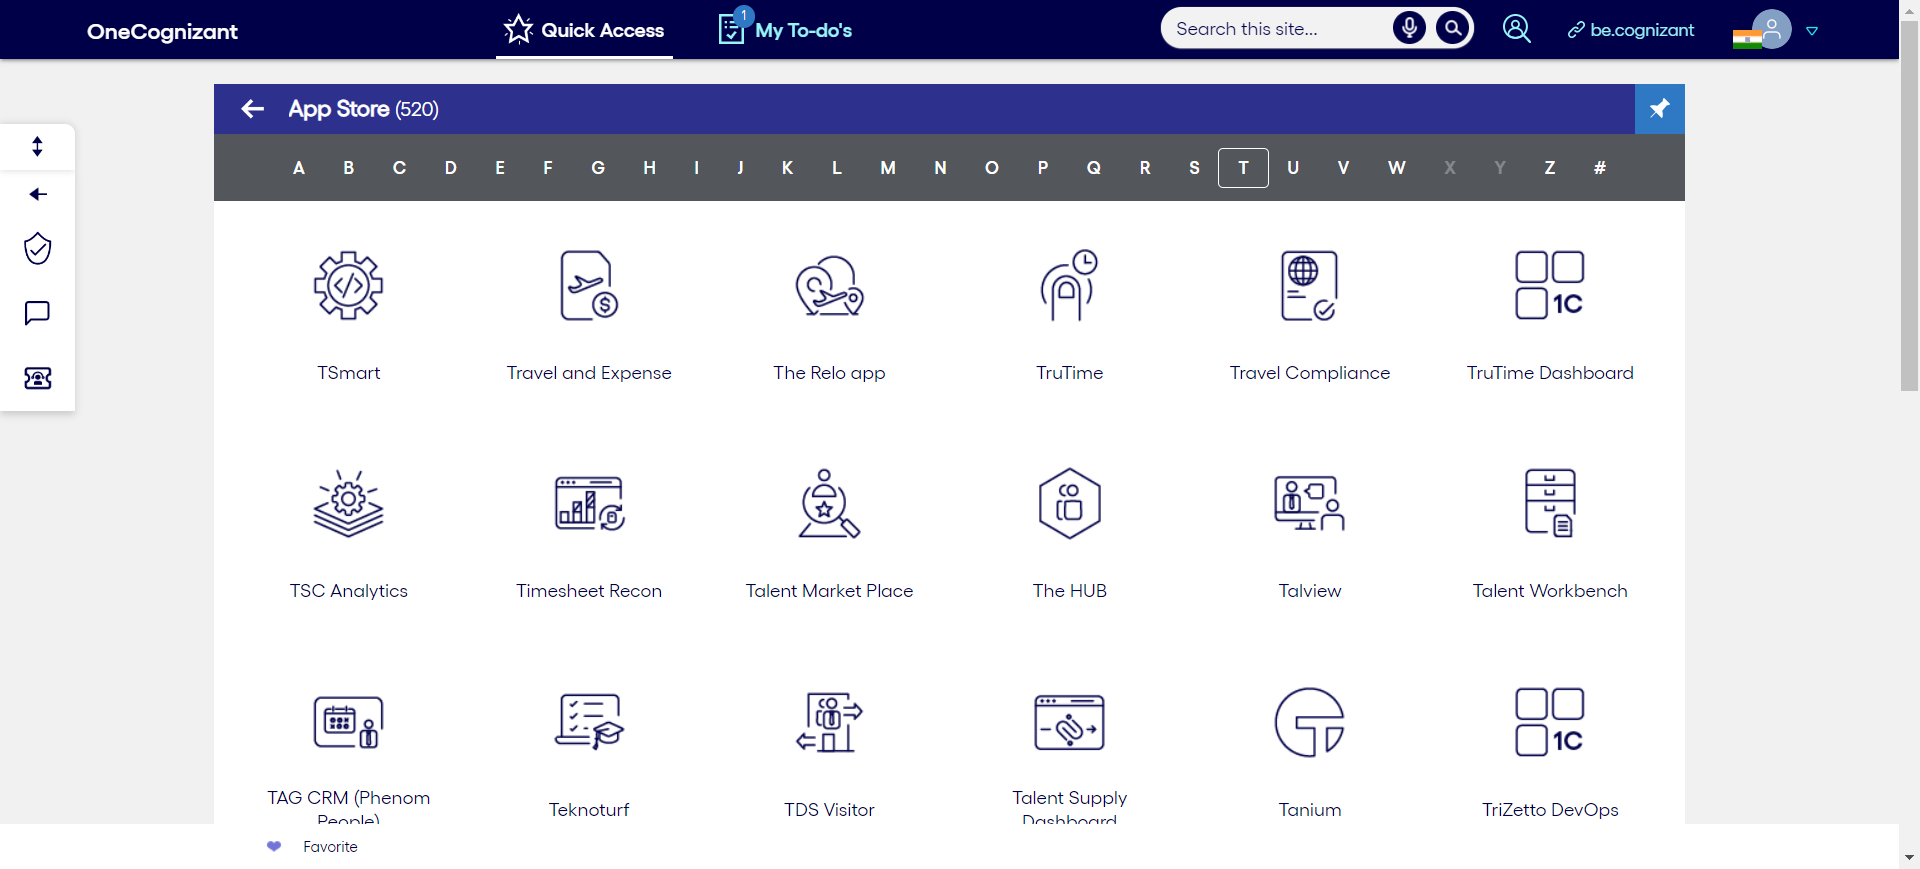 OneCognizant
Quick Access
1
My To-do's
Search this site...
be.cognizant
App Store (520)
A B C D E F G H I J K L M N O P Q R S T U V W X Y Z #
1C
TSmart
Travel and Expense
The Relo app
TruTime
Travel Compliance
TruTime Dashboard
TSC Analytics
Timesheet Recon
Talent Market Place
The HUB
Talview
Talent Workbench
1C
TAG CRM (Phenom
People)
Teknoturf
TDS Visitor
Talent Supply
Dashboard
Tanium
TriZetto DevOps
Favorite